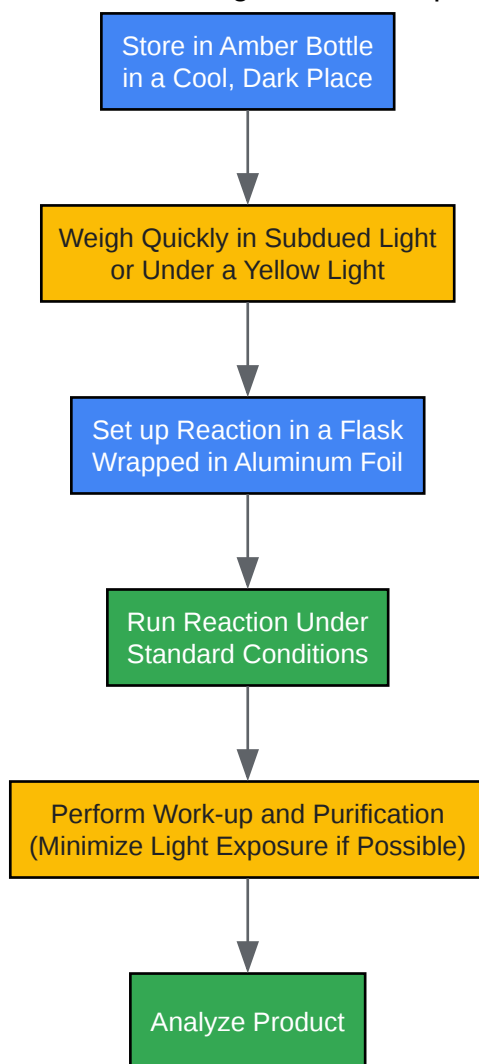 Store in Amber Bottle
in a Cool, Dark Place
Weigh Quickly in Subdued Light
or Under a Yellow Light
Set up Reaction in a Flask
Wrapped in Aluminum Foil
Run Reaction Under
Standard Conditions
Perform Work-up and Purification
(Minimize Light Exposure if Possible)
Analyze Product